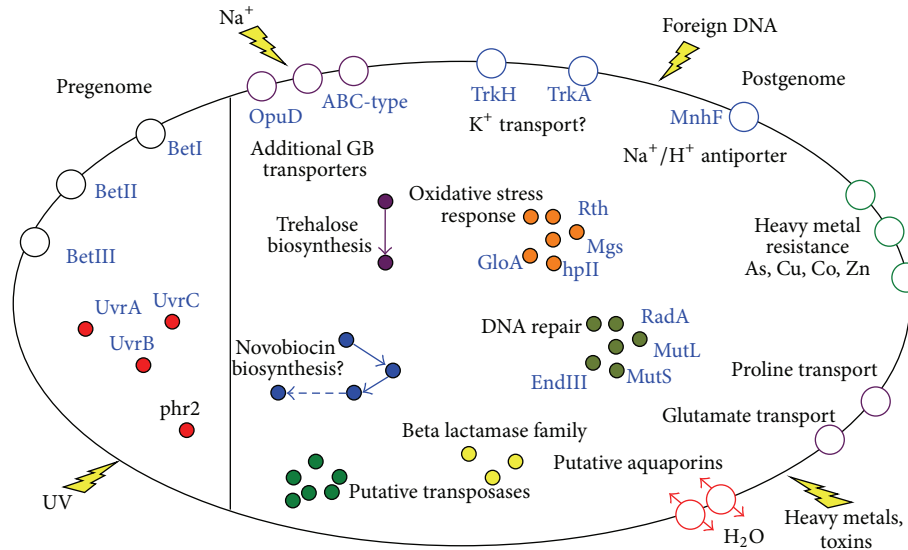 Na⁺
Foreign DNA
Pregenome
Postgenome
OpuD
ABC-type
TrkH
TrkA
K⁺ transport?
MnhF
Na⁺/H⁺ antiporter
BetI
BetII
BetIII
Additional GB
transporters
Trehalose
biosynthesis
Oxidative stress
response
Rth
Mgs
GloA
hpII
Heavy metal
resistance
As, Cu, Co, Zn
UvrA
UvrC
UvrB
phr2
Novobiocin
biosynthesis?
DNA repair
RadA
MutL
MutS
EndIII
Proline transport
Glutamate transport
Beta lactamase family
Putative aquaporins
Putative transposases
UV
H₂O
Heavy metals,
toxins